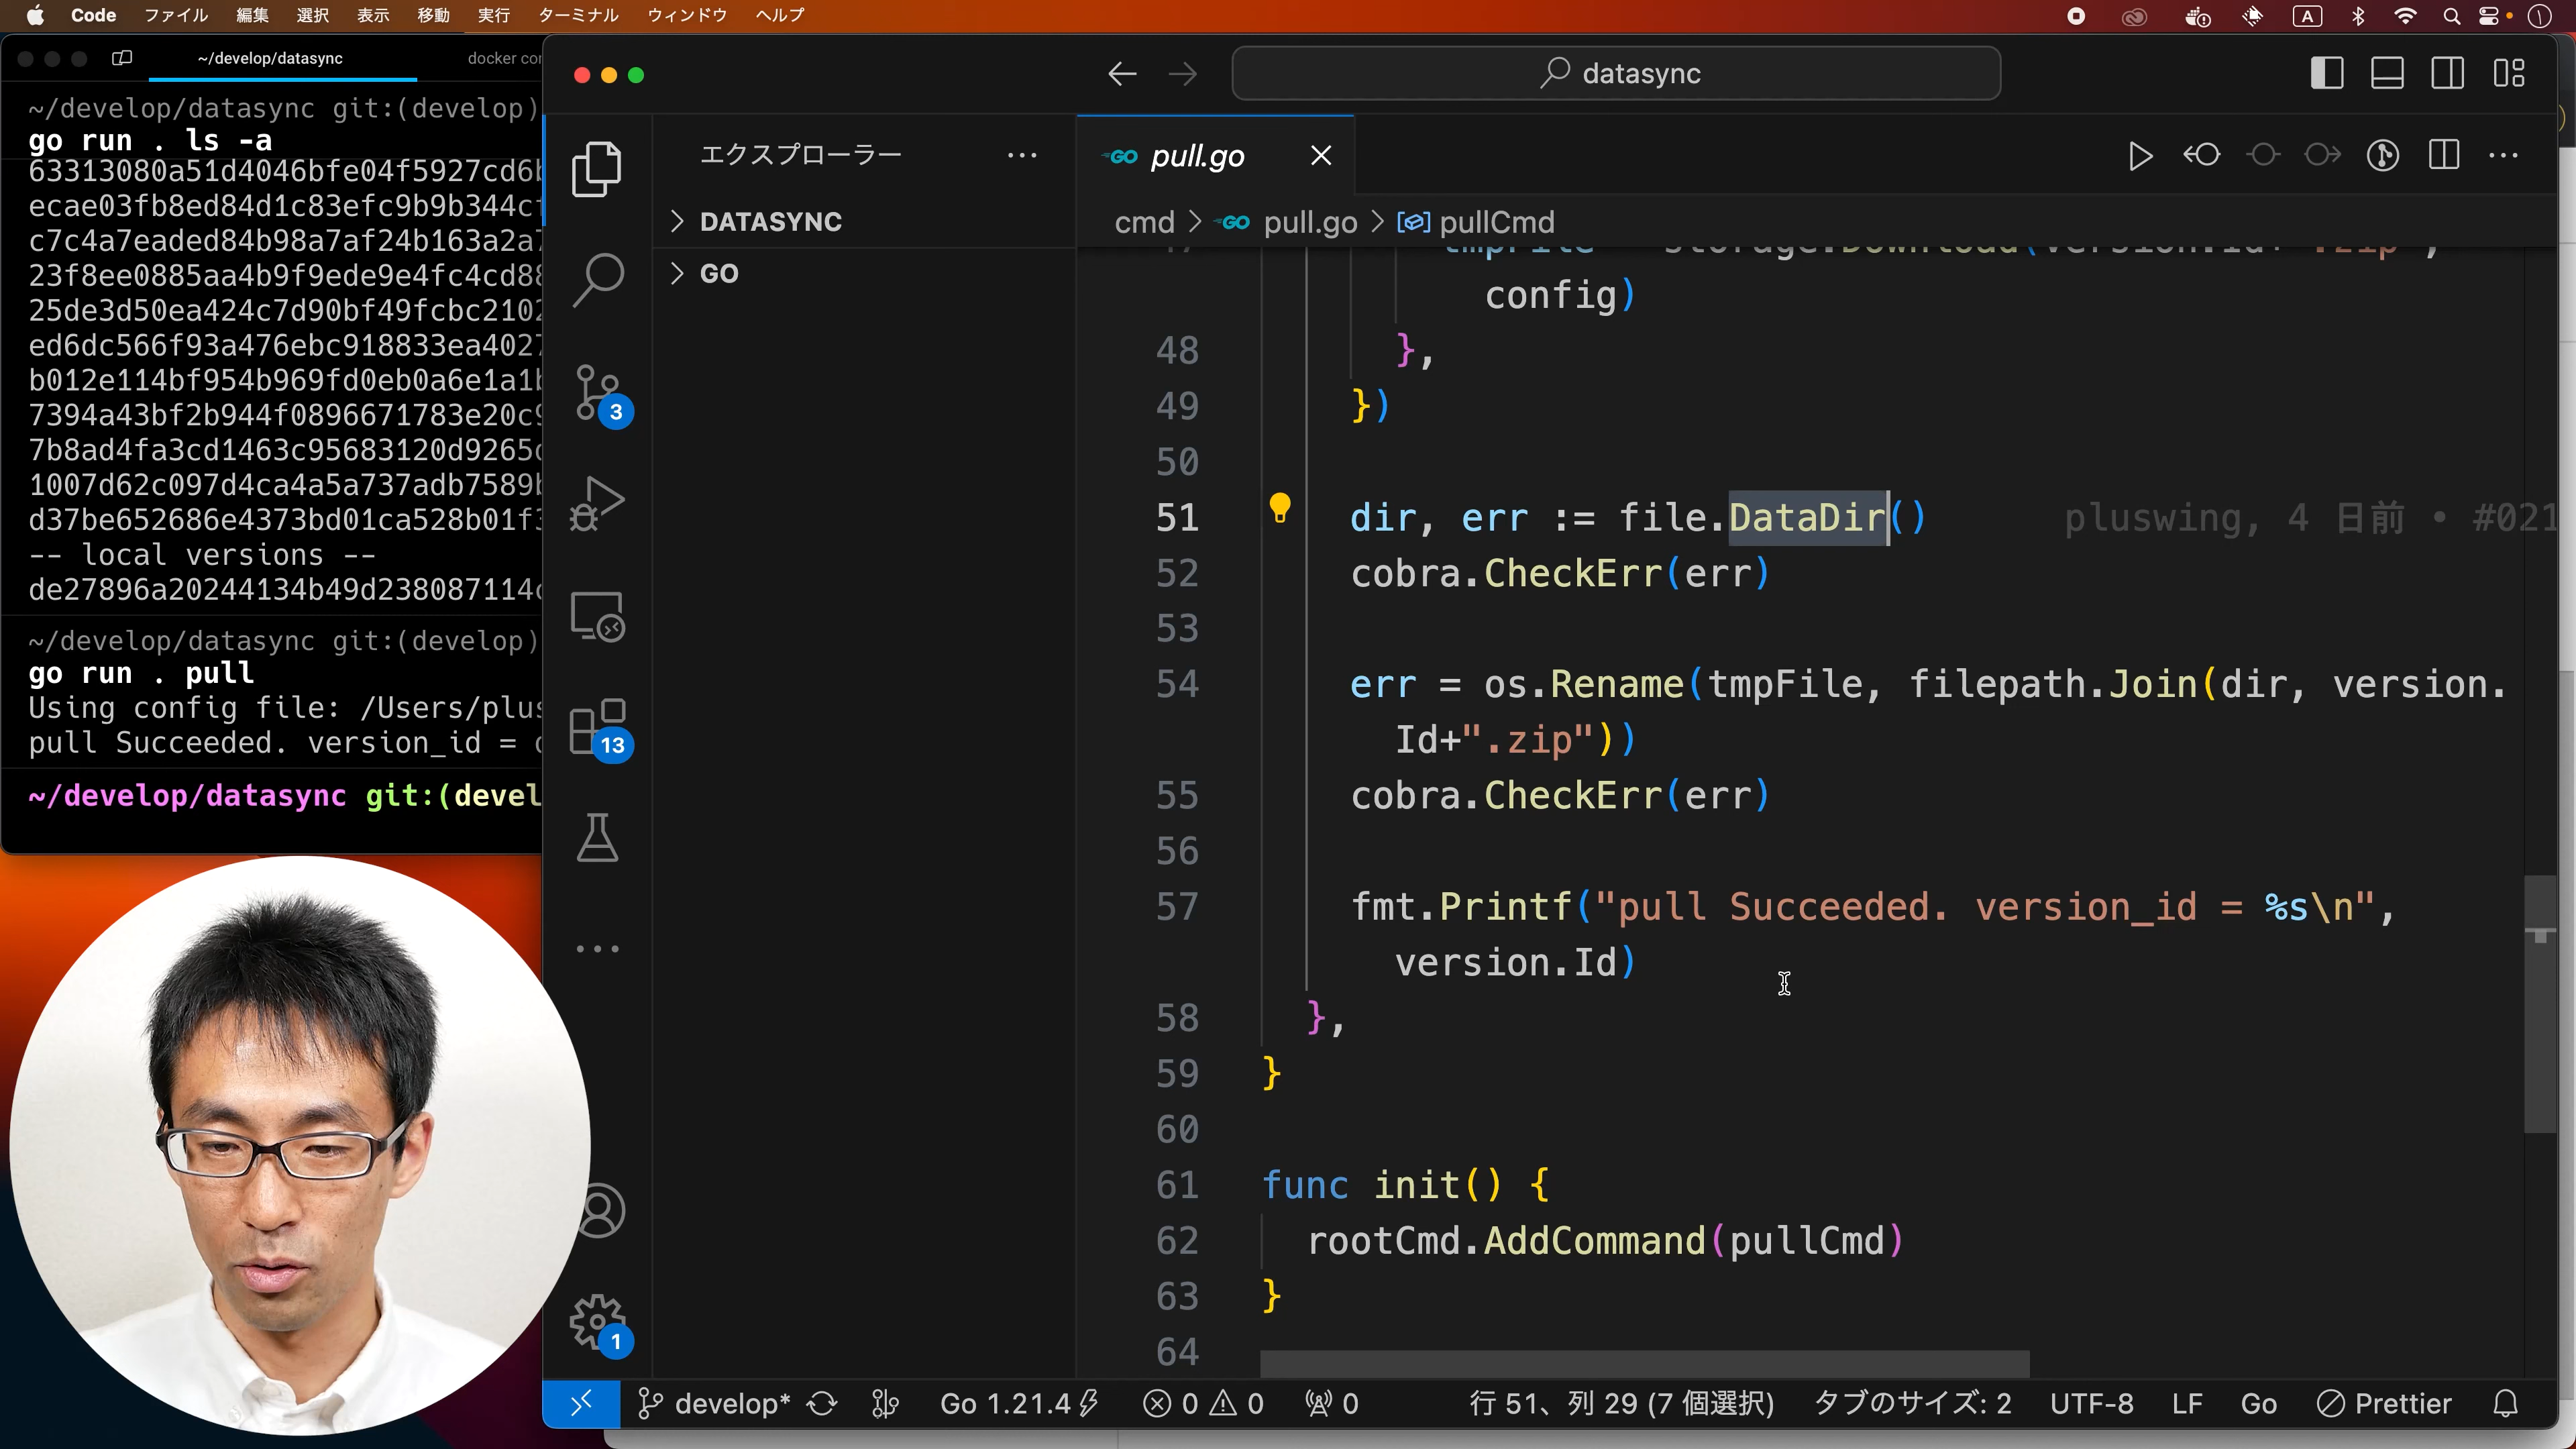 Code ファイル 編集 選択 表示 移動 実行 ターミナル ウィンドウ ヘルプ
~/develop/datasync
docker
~/develop/datasync git:(develop)
go run . ls -a
63313080a51d4046bfe04f5927cd6
ecae03fb8ed84d1c83efc9b9b344c
c7c4a7eaded84b98a7af24b163a2a
23f8ee0885aa4b9f9ede9e4fc4cd8
25de3d50ea424c7d90bf49fcbc210
ed6dc566f93a476ebc918833ea402
b012e114bf954b969fd0eb0a6e1a1
7394a43bf2b944f0896671783e20c
7b8ad4fa3cd1463c95683120d9265
1007d62c097d4ca4a5a737adb7589
d37be652686e4373bd01ca528b01f
-- local versions --
de27896a20244134b49d238087114
~/develop/datasync git:(develop)
go run . pull
Using config file: /Users/plus
pull Succeeded. version_id =
~/develop/datasync git:(devel
datasync
エクスプローラー
DATASYNC
GO
3
13
1
GO pull.go
cmd > GO pull.go > pullCmd
config)
48 },
49 })
50
51 dir, err := file.DataDir() pluswing, 4 日前 • #021
52 cobra.CheckErr(err)
53
54 err = os.Rename(tmpFile, filepath.Join(dir, version.
Id+".zip"))
55 cobra.CheckErr(err)
56
57 fmt.Printf("pull Succeeded. version_id = %s\n",
version.Id)
58 },
59 }
60
61 func init() {
62 rootCmd.AddCommand(pullCmd)
63 }
64
develop* Go 1.21.4 0 0 0 行 51、列 29 (7 個選択) タブのサイズ: 2 UTF-8 LF Go Prettier